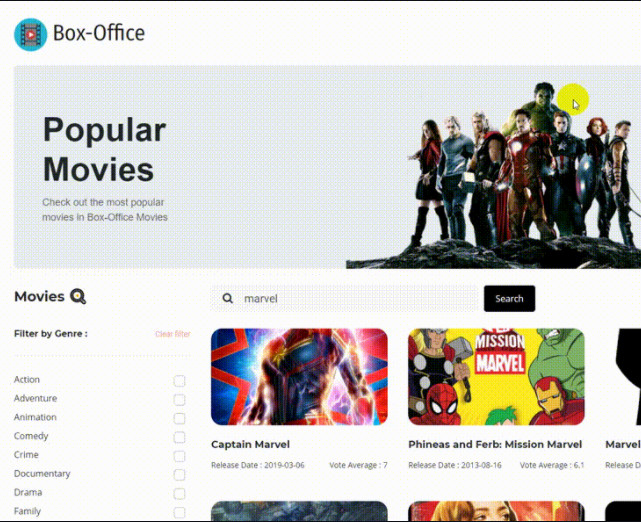 Box-Office
Popular
Movies
Check out the most popular
movies in Box-Office Movies
Movies
marvel
Search
Filter by Genre :
Clear filter
Action
Adventure
Animation
Comedy
Crime
Documentary
Drama
Family
MISSION
MARVEL
Captain Marvel
Release Date : 2019-03-06
Vote Average : 7
Phineas and Ferb: Mission Marvel
Release Date : 2013-08-16
Vote Average : 6.1
Marvel
Release D